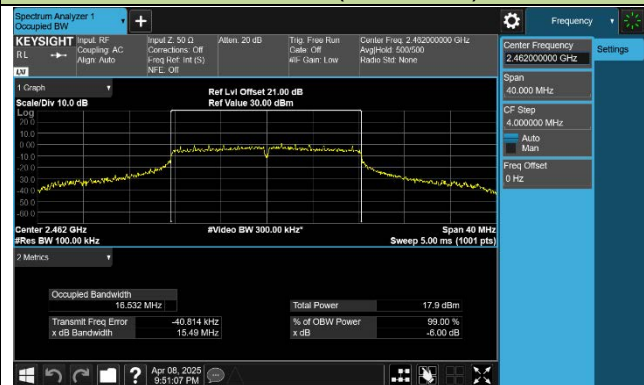 Spectrum Analyzer 1
Occupied BW
Frequency
KEYSIGHT
RL
LXI
Input: RF
Coupling: AC
Align: Auto
Input Z: 50 Ω
Corrections: Off
Freq Ref: Int (S)
NFE: Off
Atten: 20 dB
Trig: Free Run
Gate: Off
#IF Gain: Low
Center Freq: 2.462000000 GHz
Avg|Hold: 500/500
Radio Std: None
Center Frequency
2.462000000 GHz
Settings
Span
40.000 MHz
CF Step
4.000000 MHz
Auto
Man
Freq Offset
0 Hz
1 Graph
Scale/Div 10.0 dB
Ref Lvl Offset 21.00 dB
Ref Value 30.00 dBm
Log
20.0
10.0
0.00
-10.0
-20.0
-30.0
-40.0
-50.0
-60.0
Center 2.462 GHz
#Video BW 300.00 kHz*
Span 40 MHz
#Res BW 100.00 kHz
Sweep 5.00 ms (1001 pts)
2 Metrics
Occupied Bandwidth
16.532 MHz
Total Power 17.9 dBm
Transmit Freq Error -40.814 kHz
% of OBW Power 99.00 %
x dB Bandwidth 15.49 MHz
x dB -6.00 dB
Apr 08, 2025
9:51:07 PM